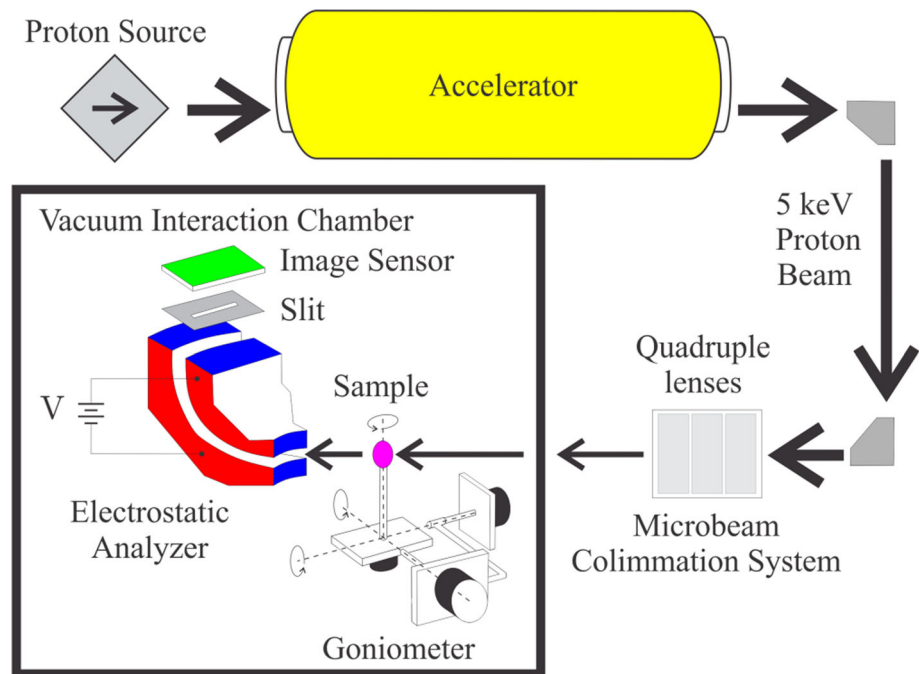 Proton Source
Accelerator
5 keV
Proton
Beam
Vacuum Interaction Chamber
Image Sensor
Slit
Sample
V
Electrostatic
Analyzer
Goniometer
Quadruple
lenses
Microbeam
Colimmation System